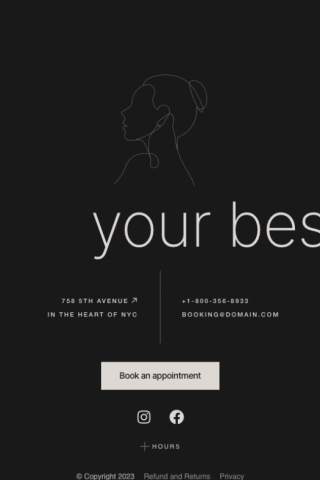 your bes
758 5TH AVENUE ↗
IN THE HEART OF NYC
+1-800-356-8933
BOOKING@DOMAIN.COM
Book an appointment
HOURS
© Copyright 2023 Refund and Returns Privacy